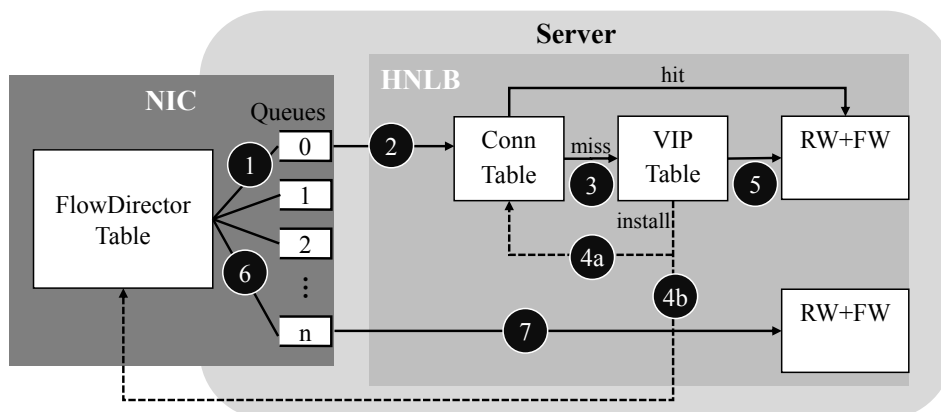 Server
HNLB
NIC
hit
Queues
0
1
2
⋮
n
FlowDirector
Table
1
2
6
Conn
Table
miss
3
VIP
Table
5
RW+FW
install
4a
4b
7
RW+FW